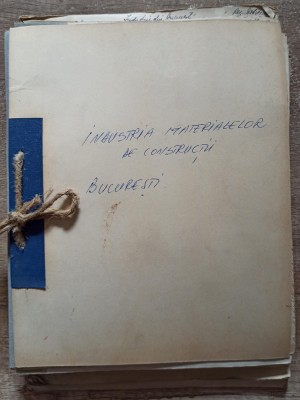 INDUSTRIA MATERIALELOR
DE CONSTRUCȚII
BUCUREȘTI